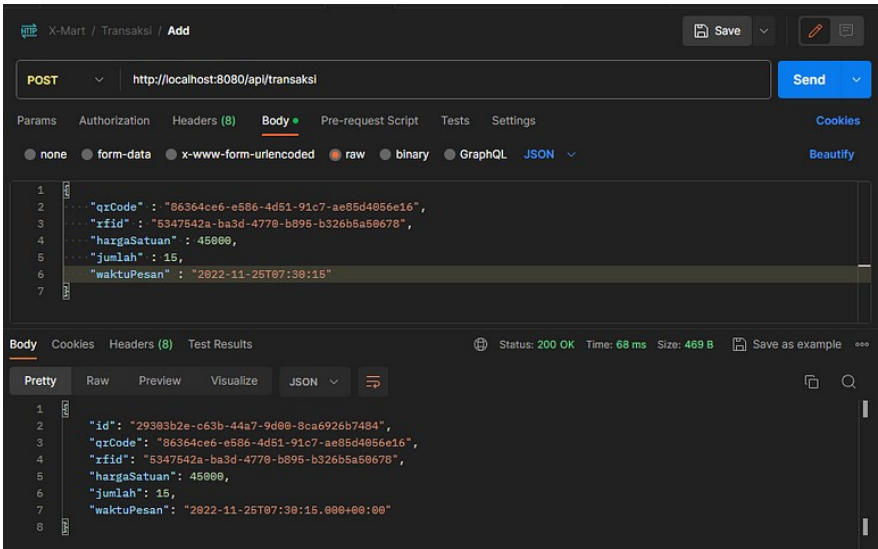 HTTP X-Mart / Transaksi / Add Save
POST http://localhost:8080/api/transaksi Send
Params Authorization Headers (8) Body Pre-request Script Tests Settings Cookies
none form-data x-www-form-urlencoded raw binary GraphQL JSON Beautify
1 {
2 "qrCode" : "86364ce6-e586-4d51-91c7-ae85d4056e16",
3 "rfid" : "5347542a-ba3d-4770-b895-b326b5a50678",
4 "hargaSatuan" : 45000,
5 "jumlah" : 15,
6 "waktuPesan" : "2022-11-25T07:30:15"
7 }
Body Cookies Headers (8) Test Results Status: 200 OK Time: 68 ms Size: 469 B Save as example
Pretty Raw Preview Visualize JSON
1 {
2 "id": "29303b2e-c63b-44a7-9d00-8ca6926b7484",
3 "qrCode": "86364ce6-e586-4d51-91c7-ae85d4056e16",
4 "rfid": "5347542a-ba3d-4770-b895-b326b5a50678",
5 "hargaSatuan": 45000,
6 "jumlah": 15,
7 "waktuPesan": "2022-11-25T07:30:15.000+00:00"
8 }